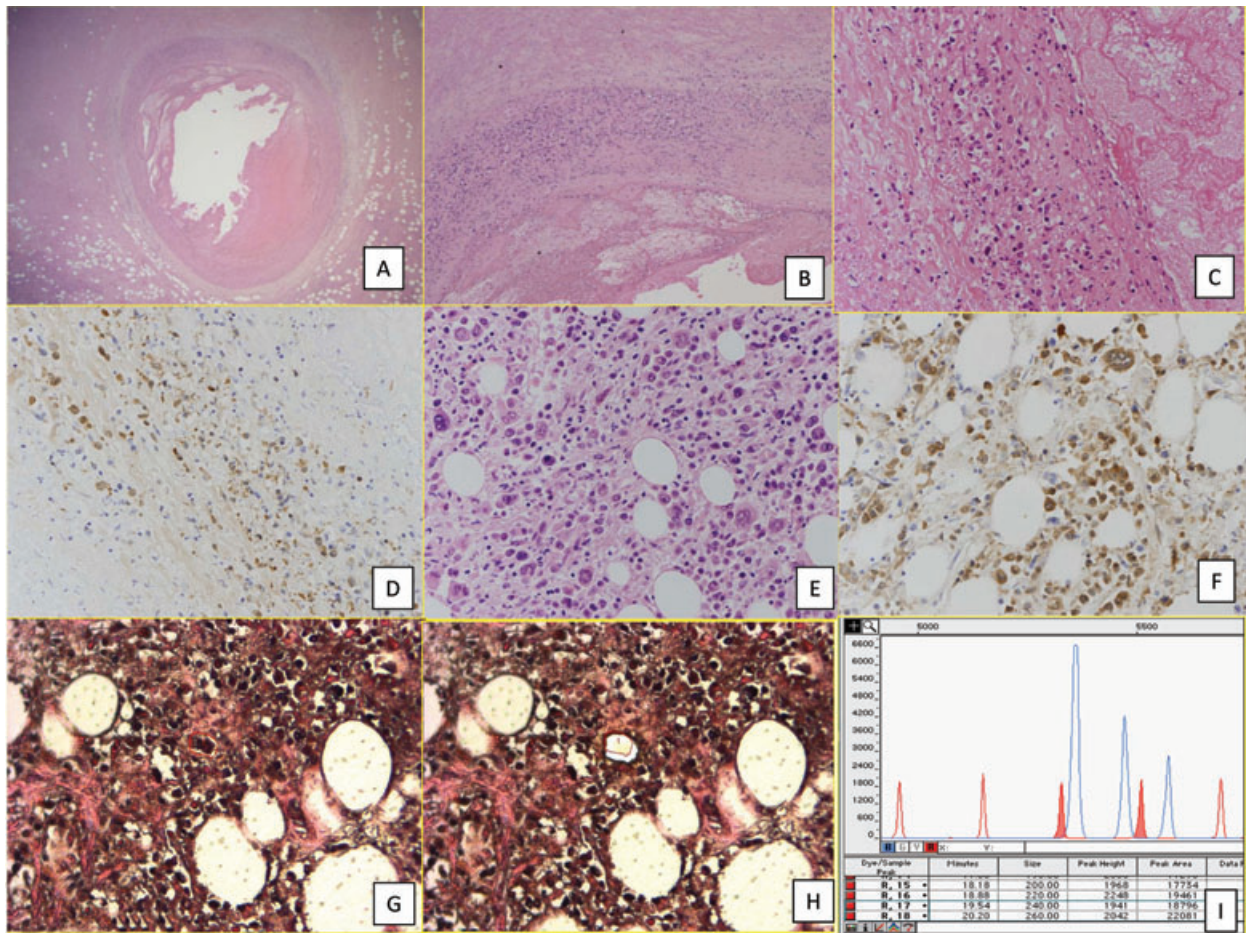 A
B
C
D
E
F
G
H
5000 5500
6600
6000
5400
4800
4200
3600
3000
2400
1800
1200
600
0
B G Y R X: Y:
Dye/Sample Peak Minutes Size Peak Height Peak Area Data
R, 15 • 18.18 200.00 1968 17734
R, 16 • 18.88 220.00 2248 19461
R, 17 • 19.54 240.00 1941 18796
R, 18 • 20.20 260.00 2042 22081
I